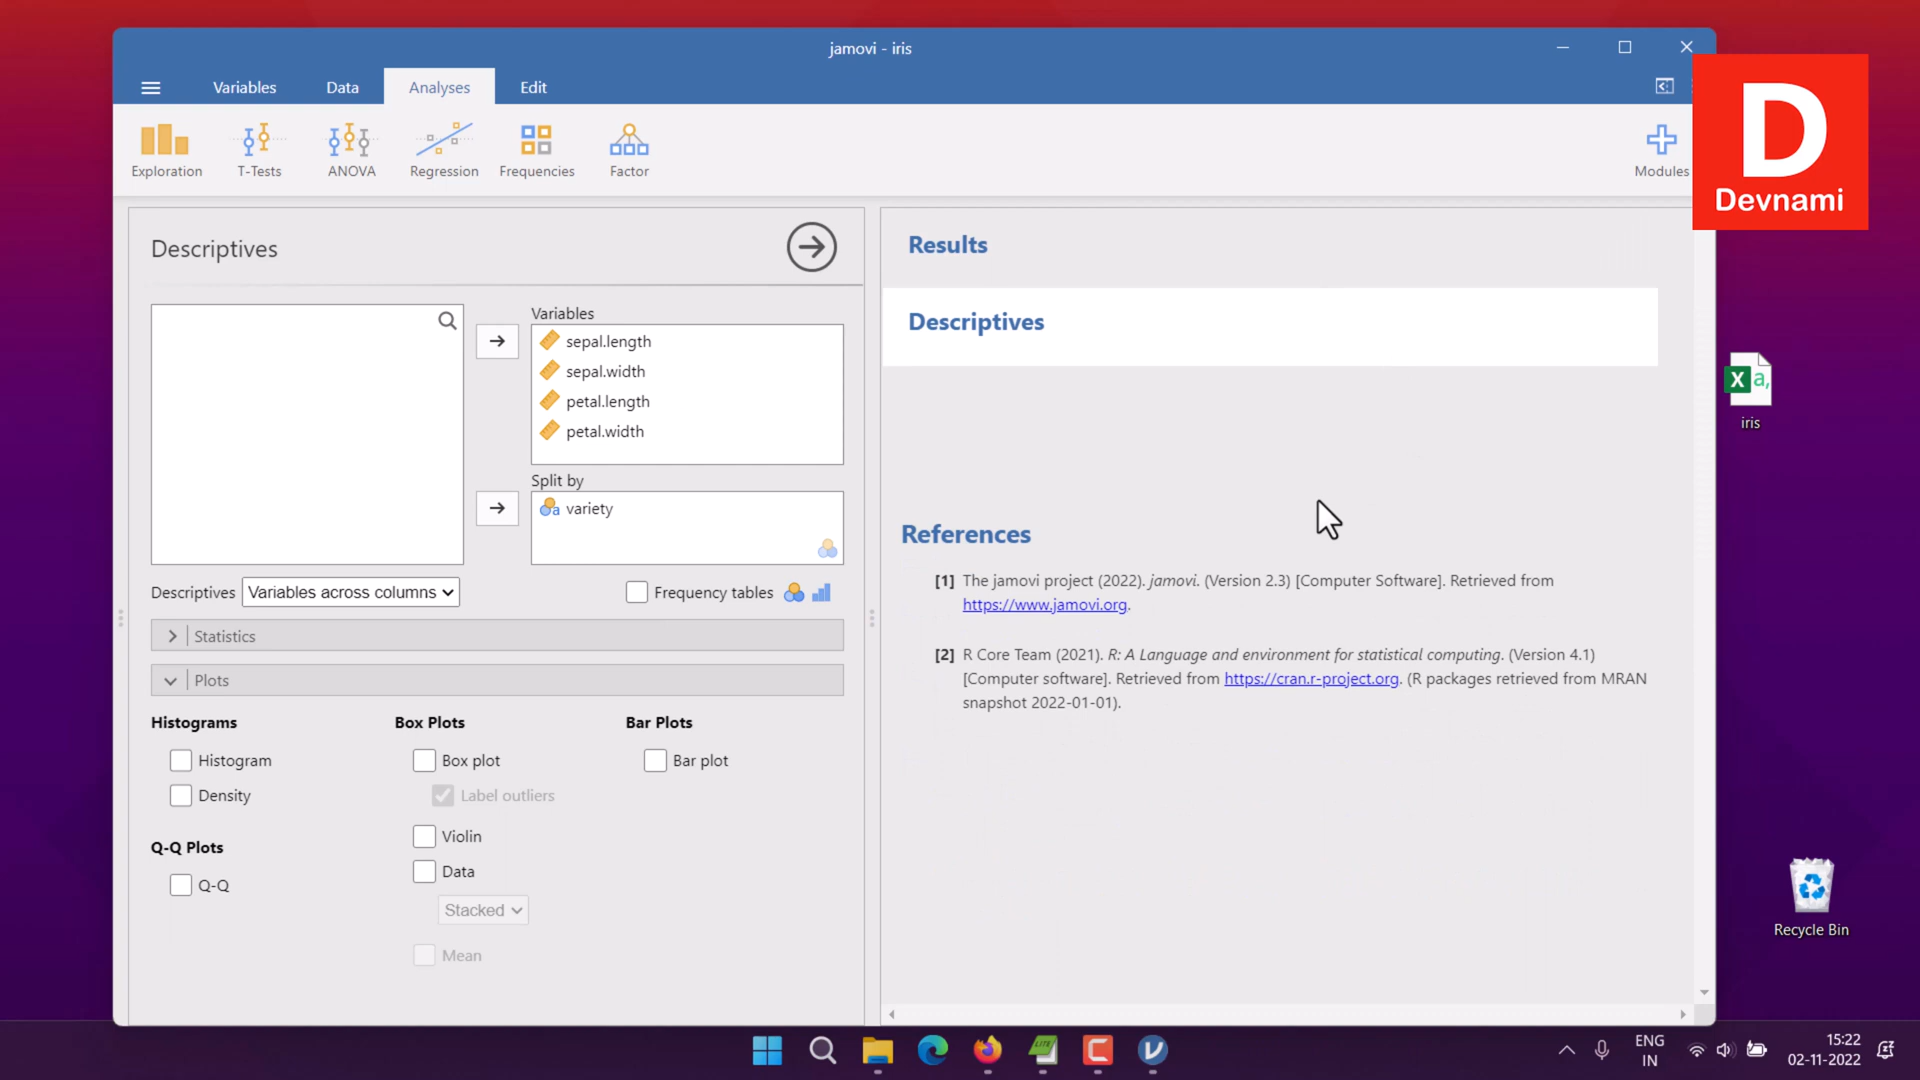 jamovi - iris
Variables
Data
Analyses
Edit
Exploration
T-Tests
ANOVA
Regression
Frequencies
Factor
Modules
D
Devnami
Descriptives
Variables
sepal.length
sepal.width
petal.length
petal.width
Split by
a variety
Descriptives
Variables across columns
Frequency tables
Statistics
Plots
Histograms
Histogram
Density
Q-Q Plots
Q-Q
Box Plots
Box plot
Label outliers
Violin
Data
Stacked
Mean
Bar Plots
Bar plot
Results
Descriptives
References
[1] The jamovi project (2022). jamovi. (Version 2.3) [Computer Software]. Retrieved from
https://www.jamovi.org.
[2] R Core Team (2021). R: A Language and environment for statistical computing. (Version 4.1)
[Computer software]. Retrieved from https://cran.r-project.org. (R packages retrieved from MRAN
snapshot 2022-01-01).
X a,
iris
Recycle Bin
LITE
C
ENG
IN
15:22
02-11-2022